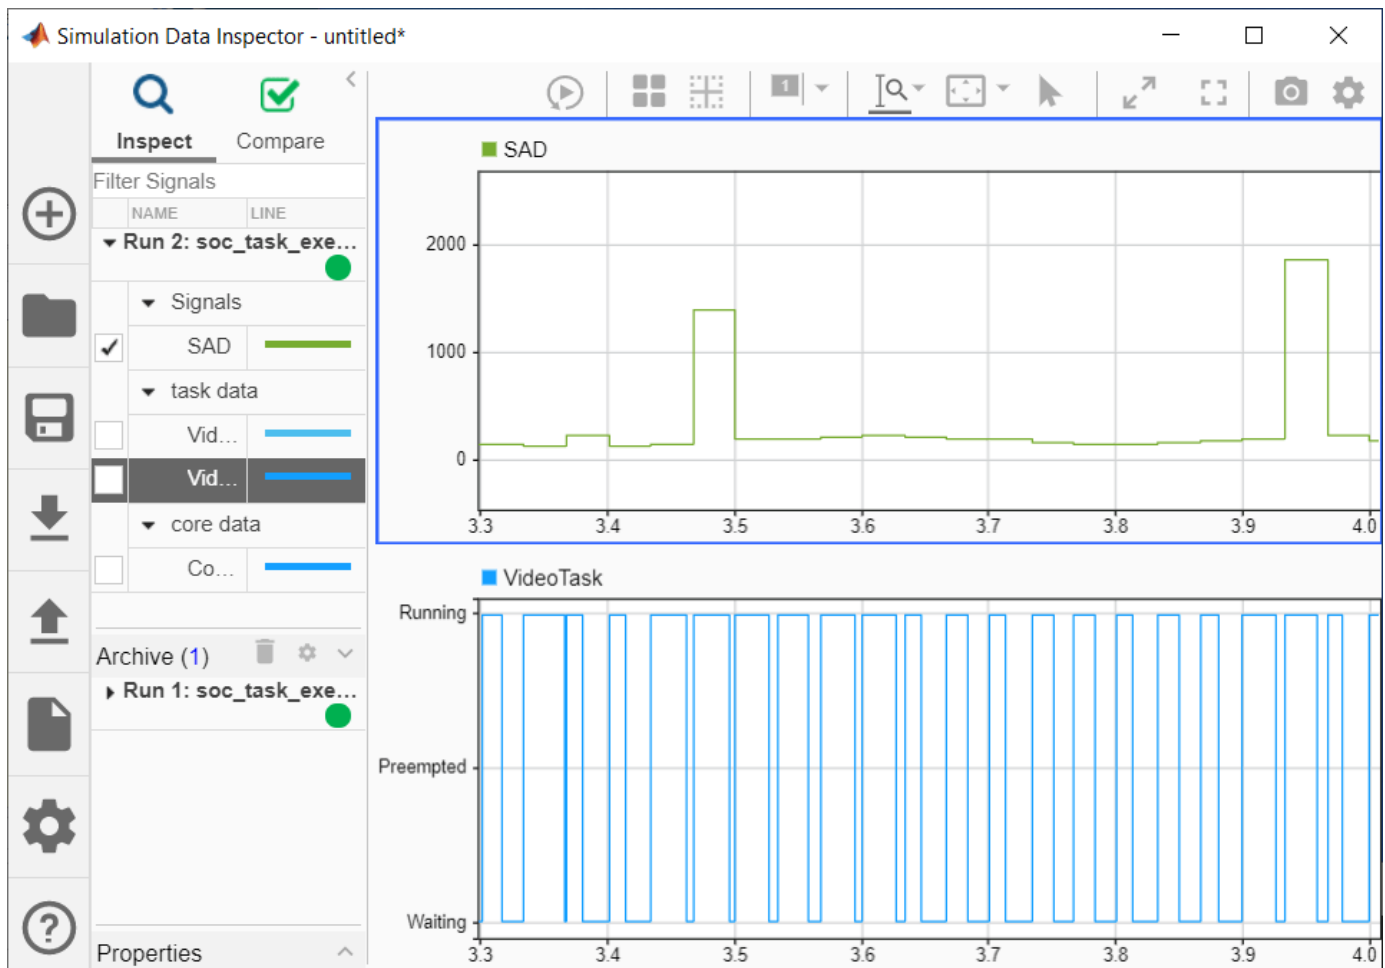 Simulation Data Inspector - untitled*
Inspect Compare
Filter Signals
NAME LINE
Run 2: soc_task_exe...
Signals
SAD
task data
Vid...
Vid...
core data
Co...
Archive (1)
Run 1: soc_task_exe...
Properties
1
SAD
2000
1000
0
3.3 3.4 3.5 3.6 3.7 3.8 3.9 4.0
VideoTask
Running
Preempted
Waiting
3.3 3.4 3.5 3.6 3.7 3.8 3.9 4.0